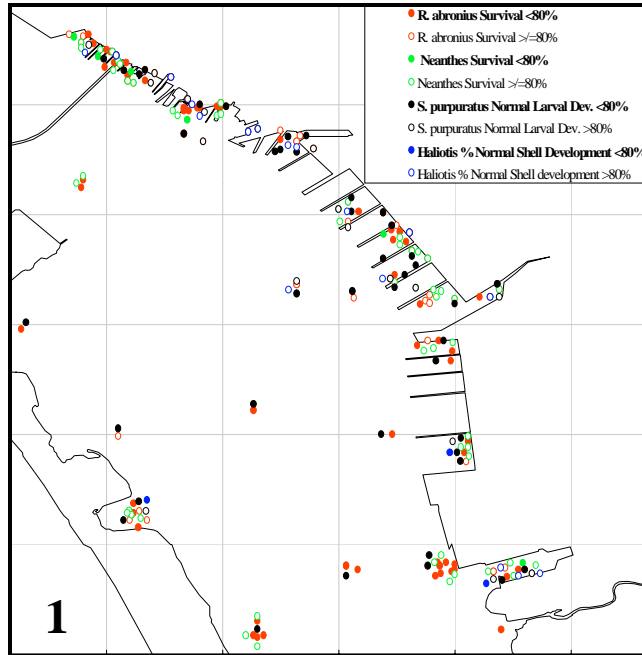 R. abronius Survival <80%
R. abronius Survival >/=80%
Neanthes Survival <80%
Neanthes Survival >/=80%
S. purpuratus Normal Larval Dev. <80%
S. purpuratus Normal Larval Dev. >80%
Haliotis % Normal Shell Development <80%
Haliotis % Normal Shell development >80%
1